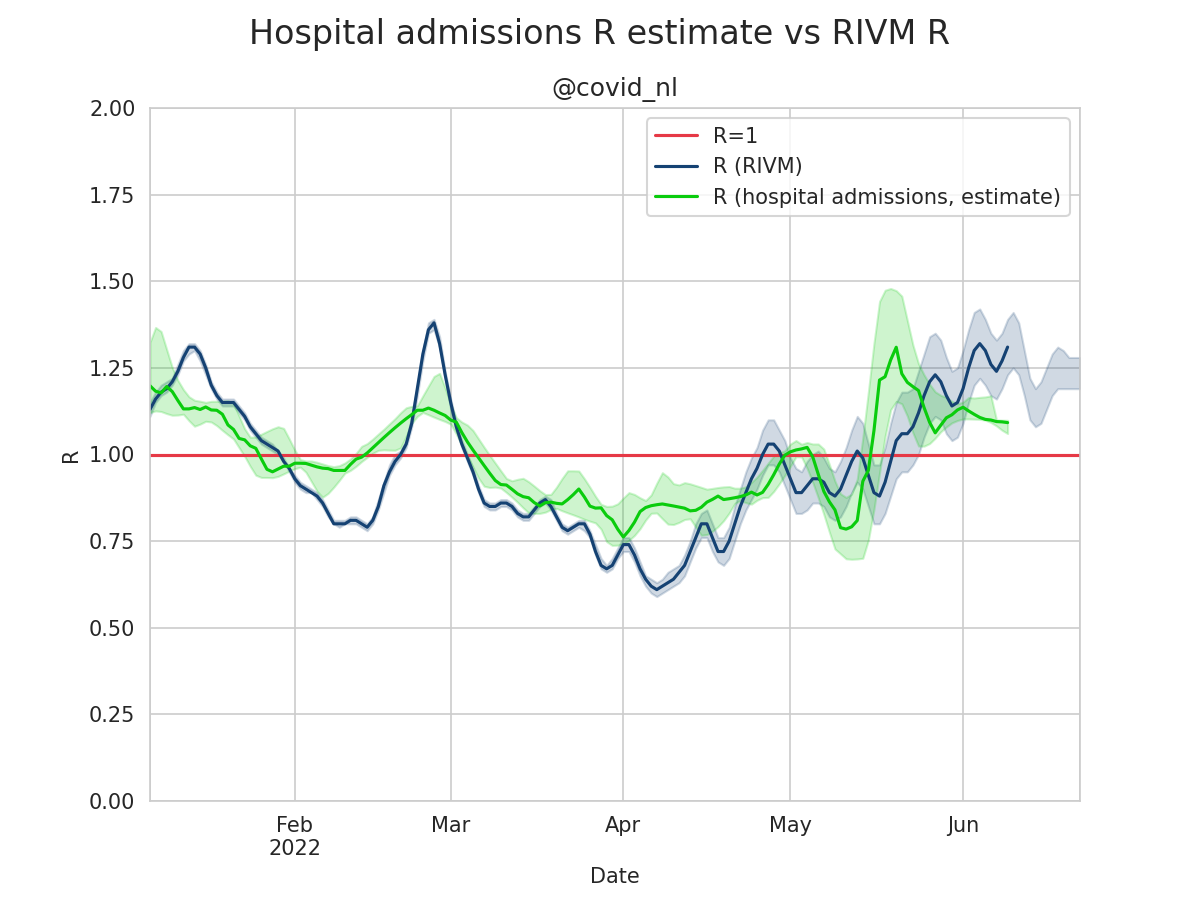 Hospital admissions R estimate vs RIVM R
@covid_nl
2.00
1.75
1.50
1.25
1.00
0.75
0.50
0.25
0.00
R
R=1
R (RIVM)
R (hospital admissions, estimate)
Feb
2022
Mar
Apr
May
Jun
Date